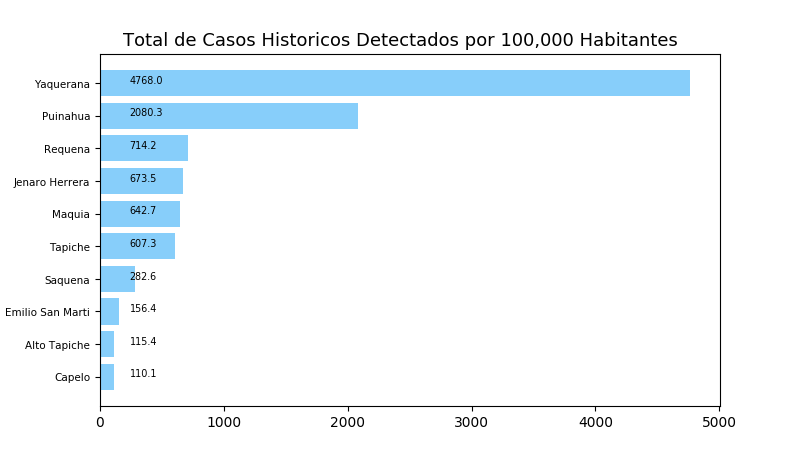 Total de Casos Historicos Detectados por 100,000 Habitantes
Yaquerana 4768.0
Puinahua 2080.3
Requena 714.2
Jenaro Herrera 673.5
Maquia 642.7
Tapiche 607.3
Saquena 282.6
Emilio San Marti 156.4
Alto Tapiche 115.4
Capelo 110.1
0 1000 2000 3000 4000 5000